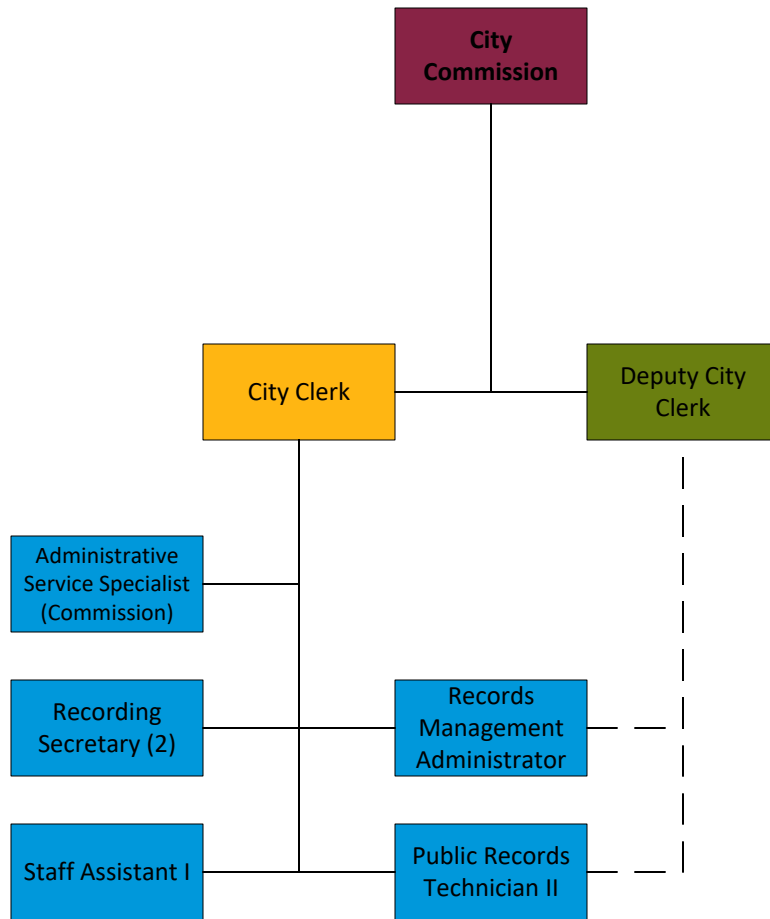 City
Commission
City Clerk
Deputy City
Clerk
Administrative
Service Specialist
(Commission)
Recording
Secretary (2)
Records
Management
Administrator
Staff Assistant I
Public Records
Technician II